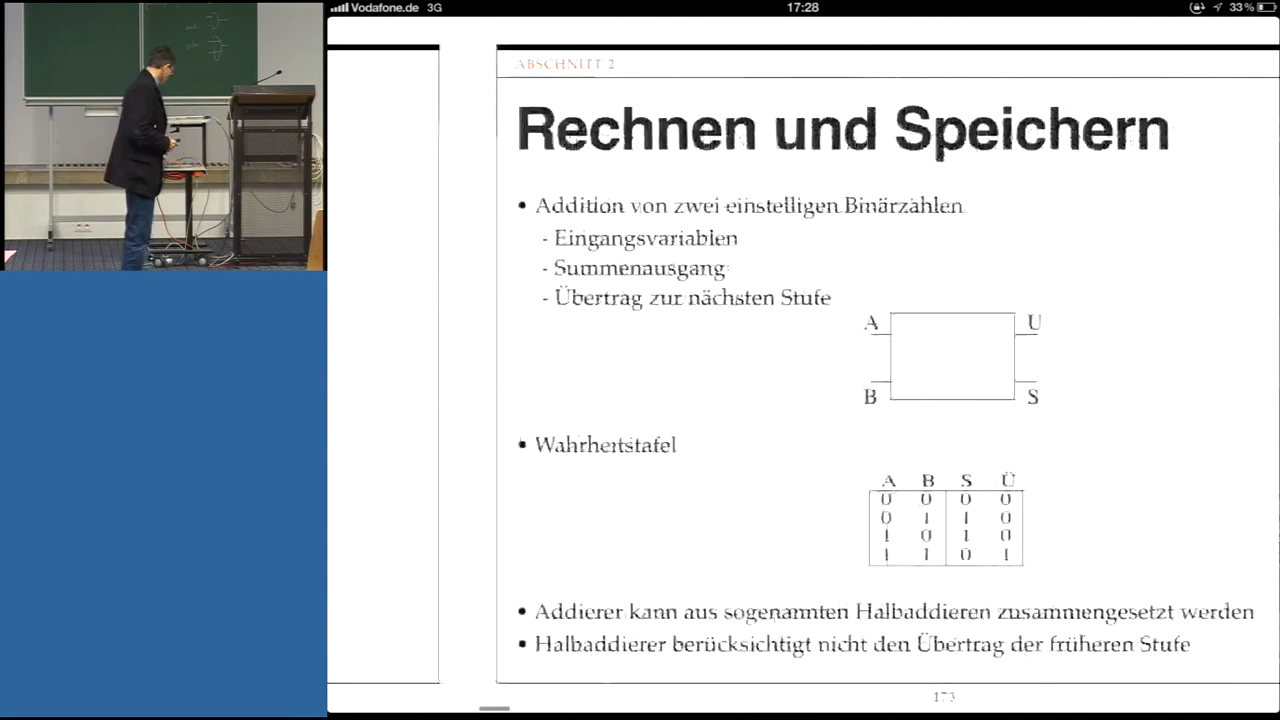 Vodafone.de 3G 17:28 33%
ABSCHNITT 2
Rechnen und Speichern
• Addition von zwei einstelligen Binärzahlen
- Eingangsvariablen
- Summenausgang
- Übertrag zur nächsten Stufe
A U
B S
• Wahrheitstafel
A B S Ü
0 0 0 0
0 1 1 0
1 0 1 0
1 1 0 1
• Addierer kann aus sogenannten Halbaddieren zusammengesetzt werden
• Halbaddierer berücksichtigt nicht den Übertrag der früheren Stufe
173